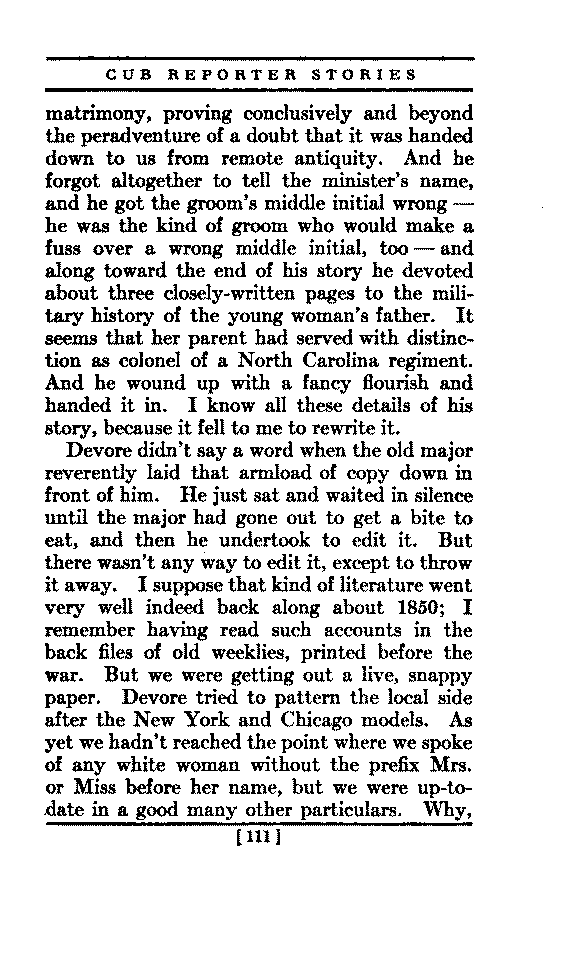 CUB REPORTER STORIES
matrimony, proving conclusively and beyond
the peradventure of a doubt that it was handed
down to us from remote antiquity. And he
forgot altogether to tell the minister's name,
and he got the groom's middle initial wrong —
he was the kind of groom who would make a
fuss over a wrong middle initial, too — and
along toward the end of his story he devoted
about three closely-written pages to the mili-
tary history of the young woman's father. It
seems that her parent had served with distinc-
tion as colonel of a North Carolina regiment.
And he wound up with a fancy flourish and
handed it in. I know all these details of his
story, because it fell to me to rewrite it.
Devore didn't say a word when the old major
reverently laid that armload of copy down in
front of him. He just sat and waited in silence
until the major had gone out to get a bite to
eat, and then he undertook to edit it. But
there wasn't any way to edit it, except to throw
it away. I suppose that kind of literature went
very well indeed back along about 1850; I
remember having read such accounts in the
back files of old weeklies, printed before the
war. But we were getting out a live, snappy
paper. Devore tried to pattern the local side
after the New York and Chicago models. As
yet we hadn't reached the point where we spoke
of any white woman without the prefix Mrs.
or Miss before her name, but we were up-to-
date in a good many other particulars. Why,
[111]